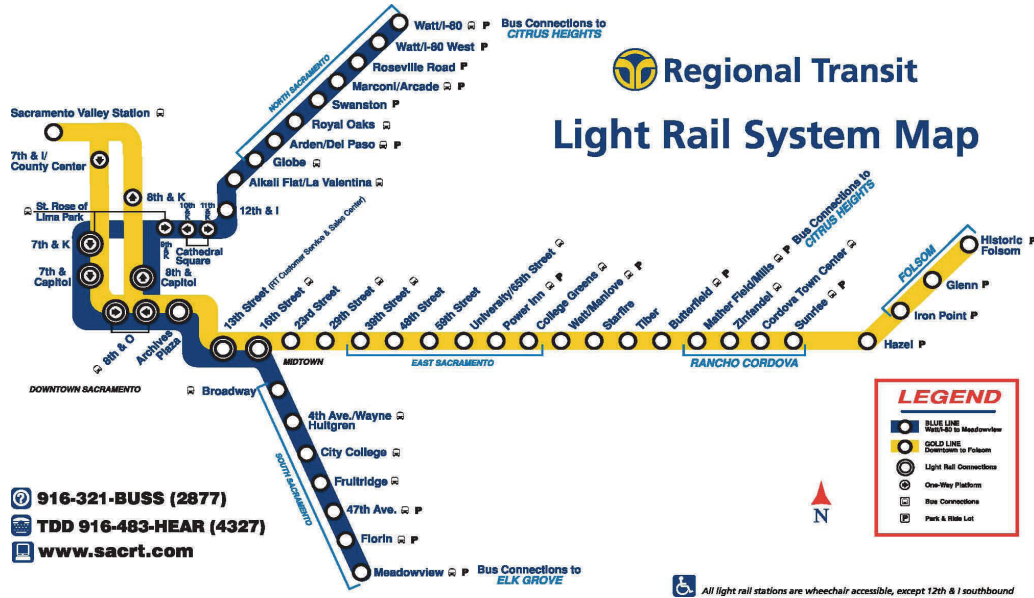 Regional Transit
Light Rail System Map
Watt/I-80 P
Bus Connections to
CITRUS HEIGHTS
Watt/I-80 West P
Roseville Road P
Marconi/Arcade P
Swanston P
Royal Oaks
Arden/Del Paso P
Globe
Alkali Flat/La Valentina
12th & I
NORTH SACRAMENTO
Sacramento Valley Station
7th & I/
County Center
8th & K
St. Rose of
Lima Park
9th & K
10th & K
11th & K
Cathedral
Square
7th & K
7th &
Capitol
8th &
Capitol
8th & O
Archives
Plaza
DOWNTOWN SACRAMENTO
13th Street (RT Customer Service & Sales Center)
16th Street
23rd Street
29th Street
39th Street
48th Street
59th Street
University/65th Street
Power Inn P
College Greens
Watt/Manlove P
Starfire
Tiber
Butterfield P
Mather Field/Mills P
Bus Connections to
CITRUS HEIGHTS
Zinfandel
Cordova Town Center
Sunrise P
Hazel P
Iron Point P
Glenn P
Historic
Folsom P
FOLSOM
MIDTOWN
EAST SACRAMENTO
RANCHO CORDOVA
Broadway
4th Ave./Wayne
Hultgren
City College
Fruitridge
47th Ave. P
Florin P
Meadowview P
Bus Connections to
ELK GROVE
SOUTH SACRAMENTO
916-321-BUSS (2877)
TDD 916-483-HEAR (4327)
www.sacrt.com
N
LEGEND
BLUE LINE
Watt/I-80 to Meadowview
GOLD LINE
Downtown to Folsom
Light Rail Connections
One-Way Platform
Bus Connections
P Park & Ride Lot
All light rail stations are wheelchair accessible, except 12th & I southbound